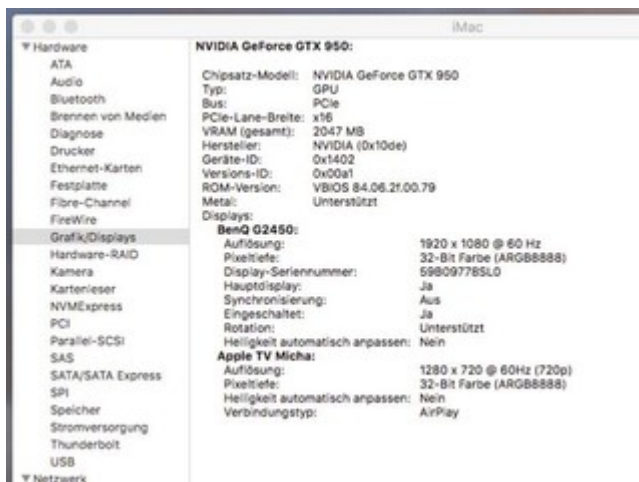 iMac
▼ Hardware
ATA
Audio
Bluetooth
Brennen von Medien
Diagnose
Drucker
Ethernet-Karten
Festplatte
Fibre-Channel
FireWire
Grafik/Displays
Hardware-RAID
Kamera
Kartenleser
NVMExpress
PCI
Parallel-SCSI
SAS
SATA/SATA Express
SPI
Speicher
Stromversorgung
Thunderbolt
USB
▼ Netzwerk
NVIDIA GeForce GTX 950:
Chipsatz-Modell: NVIDIA GeForce GTX 950
Typ: GPU
Bus: PCIe
PCIe-Lane-Breite: x16
VRAM (gesamt): 2047 MB
Hersteller: NVIDIA (0x10de)
Geräte-ID: 0x1402
Versions-ID: 0x00a1
ROM-Version: VBIOS 84.06.2f.00.79
Metal: Unterstützt
Displays:
BenQ G2450:
Auflösung: 1920 x 1080 @ 60 Hz
Pixeltiefe: 32-Bit Farbe (ARGB8888)
Display-Seriennummer: 59B09778SL0
Hauptdisplay: Ja
Synchronisierung: Aus
Eingeschaltet: Ja
Rotation: Unterstützt
Helligkeit automatisch anpassen: Nein
Apple TV Micha:
Auflösung: 1280 x 720 @ 60Hz (720p)
Pixeltiefe: 32-Bit Farbe (ARGB8888)
Helligkeit automatisch anpassen: Nein
Verbindungstyp: AirPlay